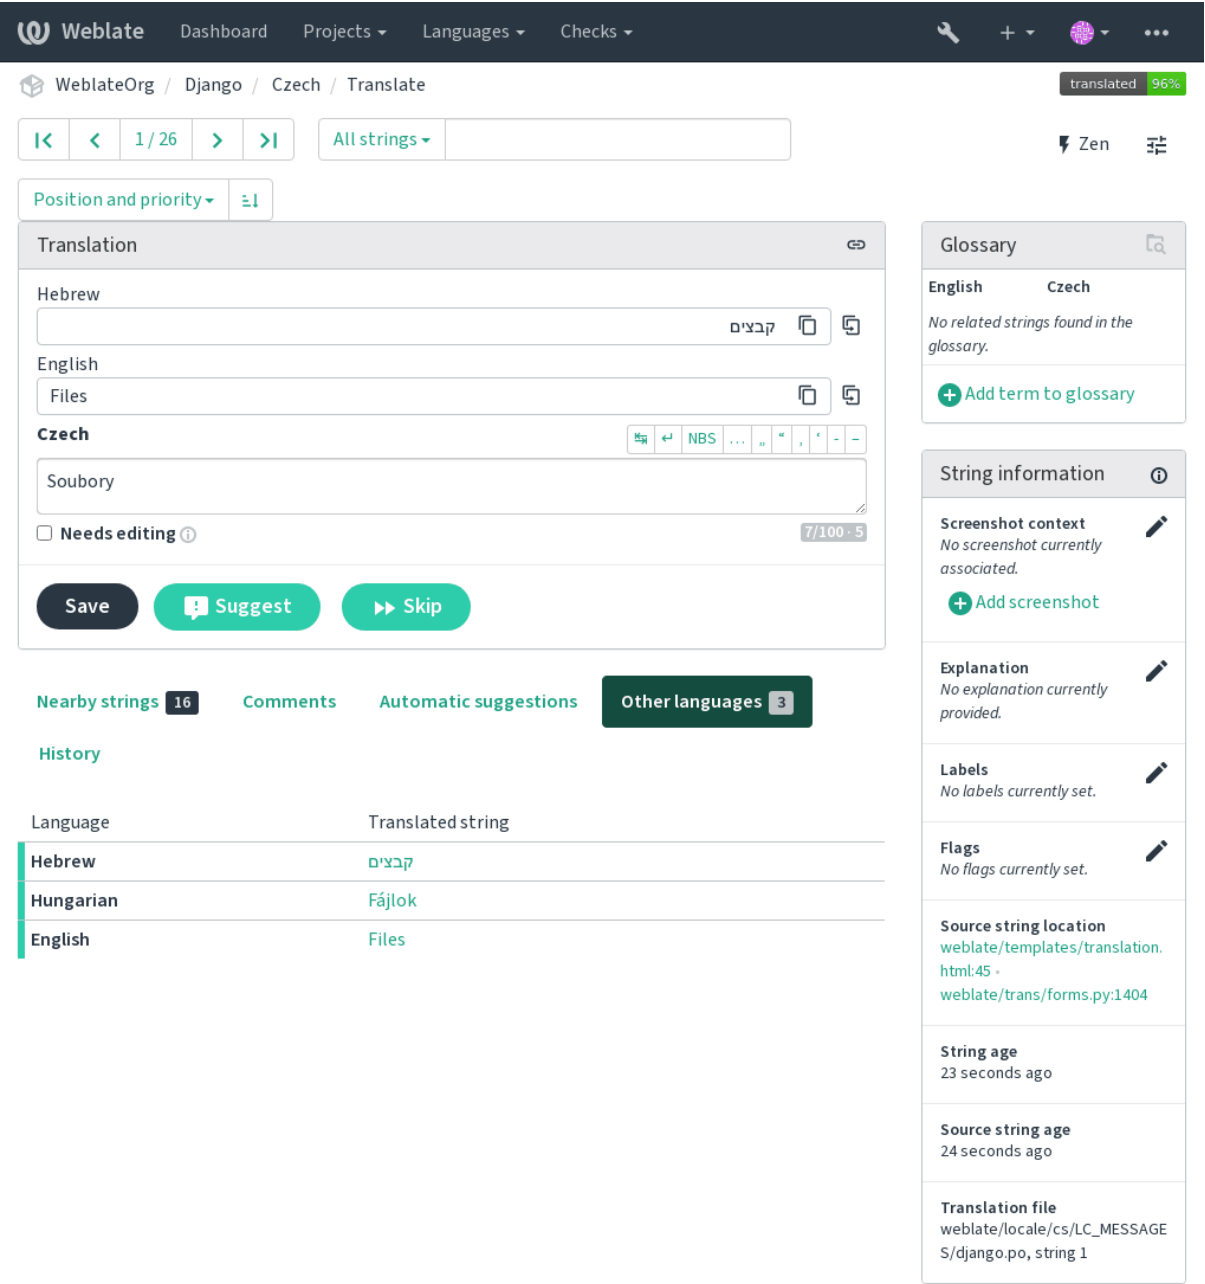 Weblate Dashboard Projects Languages Checks
WeblateOrg / Django / Czech / Translate
translated 96%
1 / 26
All strings
Zen
Position and priority
Translation
Hebrew
קבצים
English
Files
Czech
NBS … „ “ ‚ ‘ - –
Soubory
Needs editing
7/100 · 5
Save
Suggest
Skip
Nearby strings 16
Comments
Automatic suggestions
Other languages 3
History
Language Translated string
Hebrew קבצים
Hungarian Fájlok
English Files
Glossary
English Czech
No related strings found in the
glossary.
Add term to glossary
String information
Screenshot context
No screenshot currently
associated.
Add screenshot
Explanation
No explanation currently
provided.
Labels
No labels currently set.
Flags
No flags currently set.
Source string location
weblate/templates/translation.
html:45 •
weblate/trans/forms.py:1404
String age
23 seconds ago
Source string age
24 seconds ago
Translation file
weblate/locale/cs/LC_MESSAGE
S/django.po, string 1